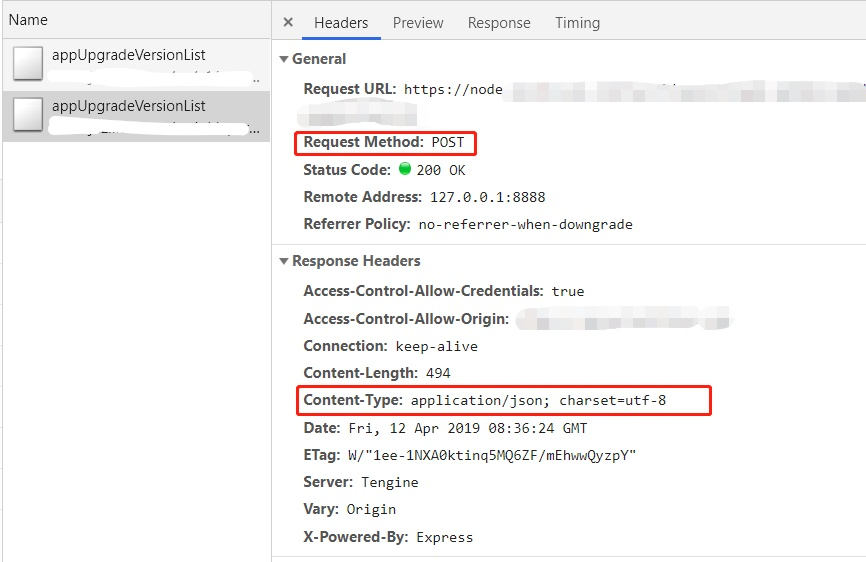 Name
× Headers Preview Response Timing
appUpgradeVersionList
..
appUpgradeVersionList
...
General
Request URL: https://node
Request Method: POST
Status Code: 200 OK
Remote Address: 127.0.0.1:8888
Referrer Policy: no-referrer-when-downgrade
Response Headers
Access-Control-Allow-Credentials: true
Access-Control-Allow-Origin:
Connection: keep-alive
Content-Length: 494
Content-Type: application/json; charset=utf-8
Date: Fri, 12 Apr 2019 08:36:24 GMT
ETag: W/"1ee-1NXA0ktinq5MQ6ZF/mEhwwQyzpY"
Server: Tengine
Vary: Origin
X-Powered-By: Express